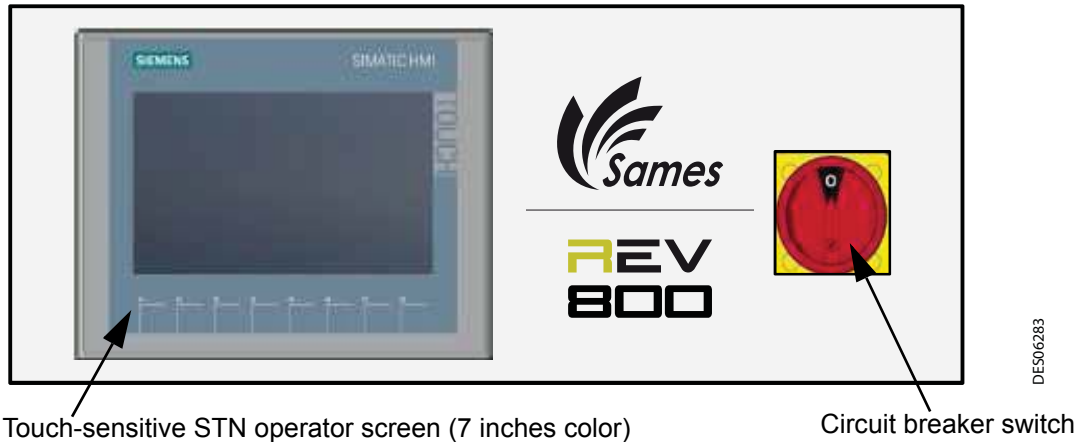 SIEMENS
SIMATIC HMI
TOUCH
Sames
REV
800
0
DES06283
Touch-sensitive STN operator screen (7 inches color)
Circuit breaker switch